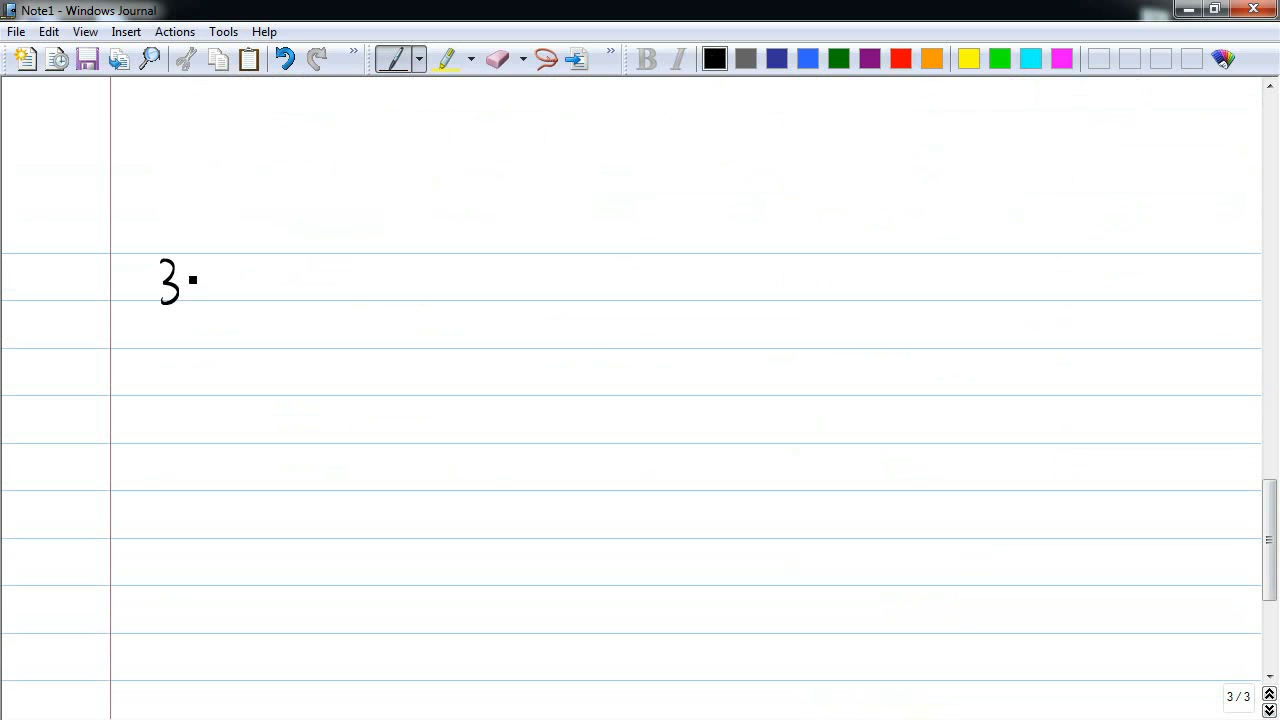 Note1 - Windows Journal
File Edit View Insert Actions Tools Help
B I
3
3 / 3